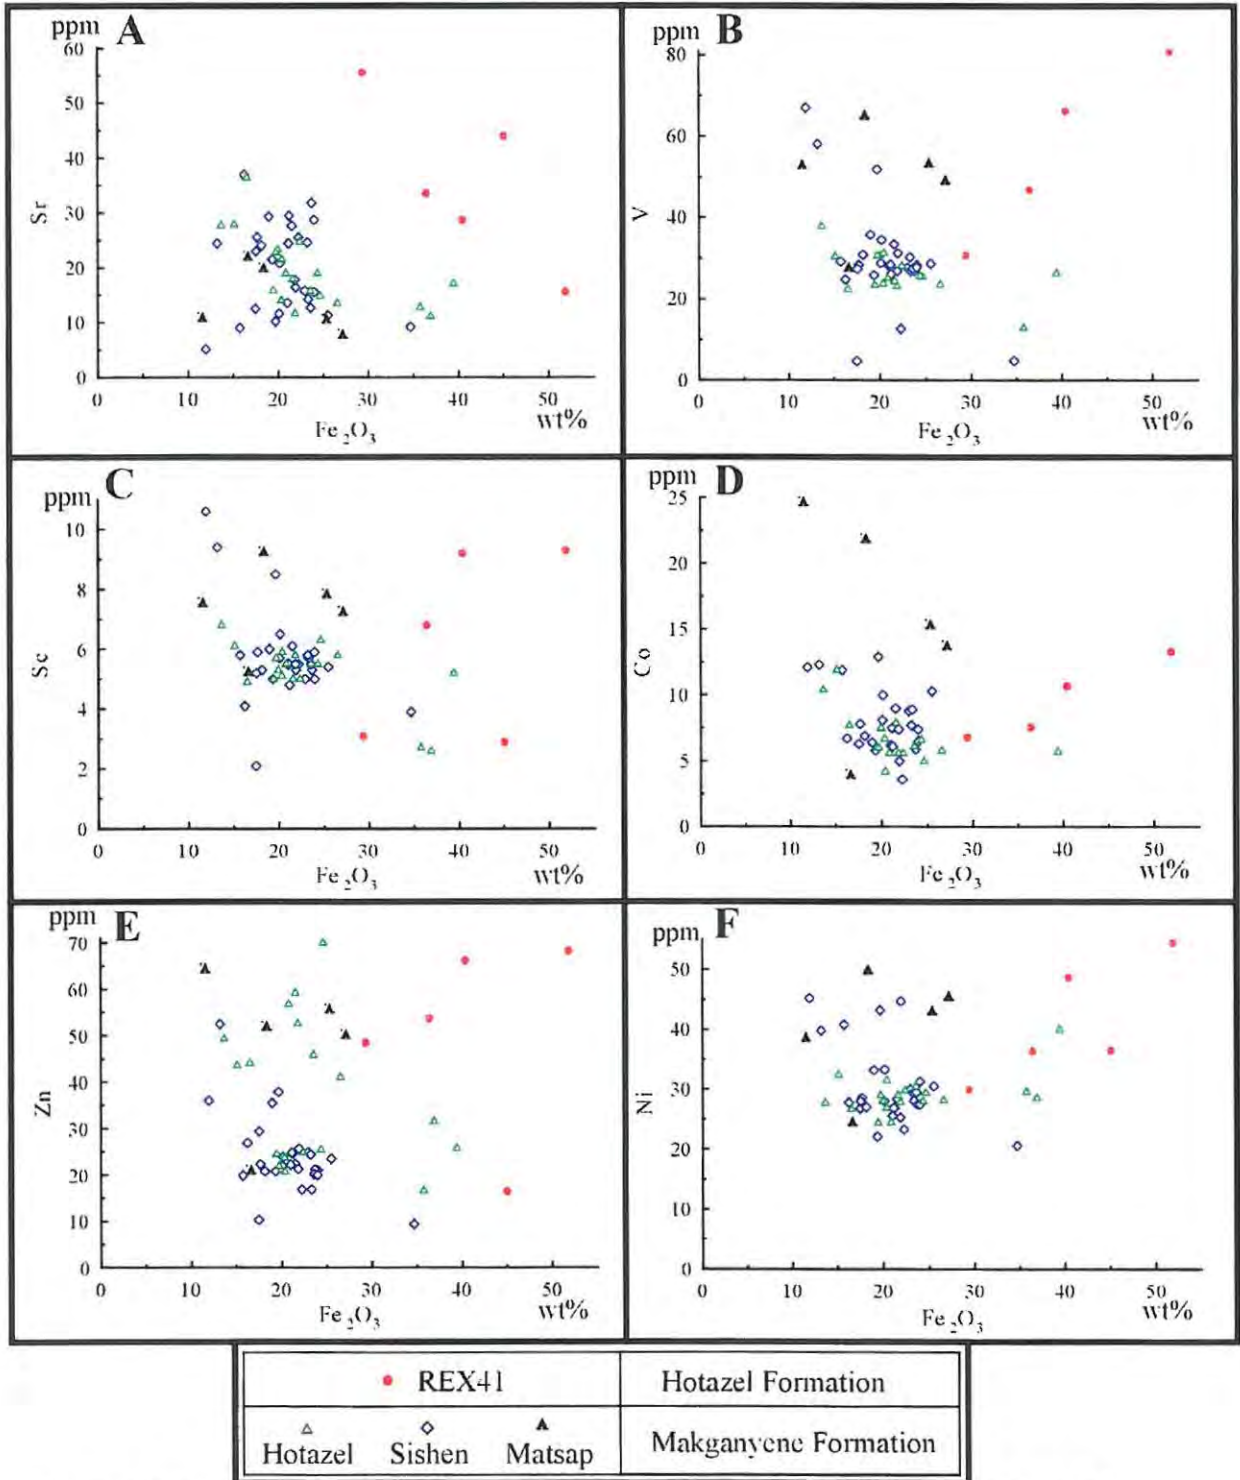 ppm A
60
50
40
30
20
10
0
Sr
0 10 20 30 40 50
Fe2O3 wt%
ppm B
80
60
40
20
0
V
0 10 20 30 40 50
Fe2O3 wt%
ppm C
10
8
6
4
2
0
Sc
0 10 20 30 40 50
Fe2O3 wt%
ppm D
25
20
15
10
5
0
Co
0 10 20 30 40 50
Fe2O3 wt%
ppm E
70
60
50
40
30
20
10
0
Zn
0 10 20 30 40 50
Fe2O3 wt%
ppm F
50
40
30
20
10
0
Ni
0 10 20 30 40 50
Fe2O3 wt%
REX41 Hotazel Formation
Hotazel Sishen Matsap Makganyene Formation